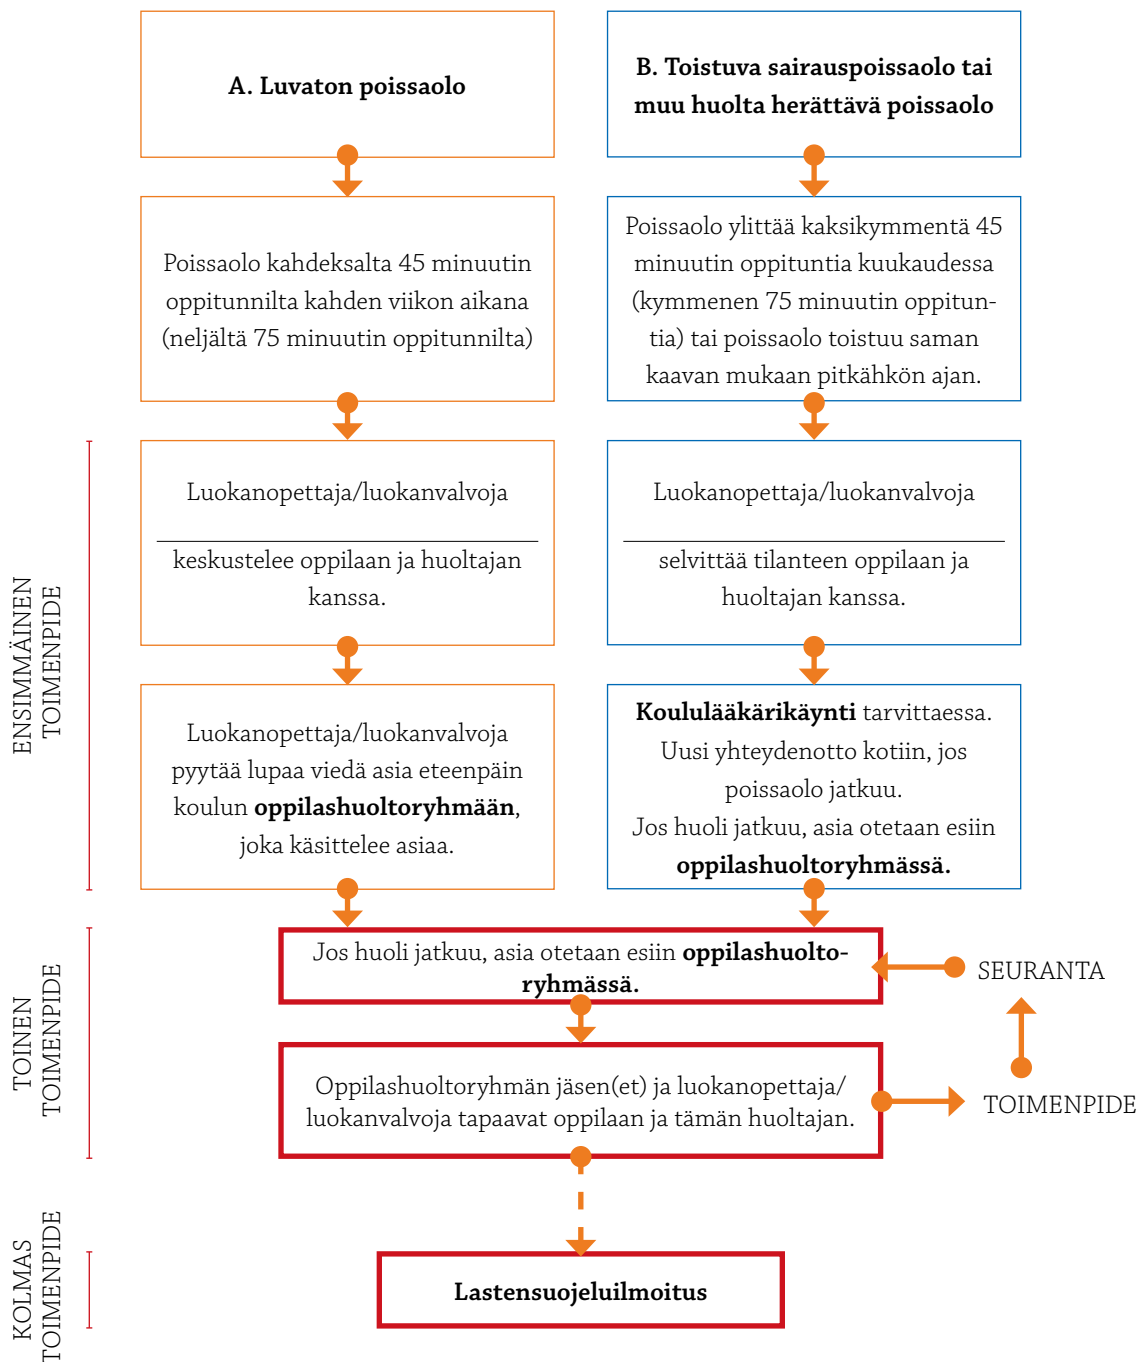 A. Luvaton poissaolo
B. Toistuva sairauspoissaolo tai
muu huolta herättävä poissaolo
Poissaolo kahdeksalta 45 minuutin
oppitunnilta kahden viikon aikana
(neljältä 75 minuutin oppitunnilta)
Poissaolo ylittää kaksikymmentä 45
minuutin oppituntia kuukaudessa
(kymmenen 75 minuutin oppitun-
tia) tai poissaolo toistuu saman
kaavan mukaan pitkähkön ajan.
ENSIMMÄINEN
TOIMENPIDE
Luokanopettaja/luokanvalvoja
keskustelee oppilaan ja huoltajan
kanssa.
Luokanopettaja/luokanvalvoja
selvittää tilanteen oppilaan ja
huoltajan kanssa.
Luokanopettaja/luokanvalvoja
pyytää lupaa viedä asia eteenpäin
koulun oppilashuoltoryhmään,
joka käsittelee asiaa.
Koululääkärikäynti tarvittaessa.
Uusi yhteydenotto kotiin, jos
poissaolo jatkuu.
Jos huoli jatkuu, asia otetaan esiin
oppilashuoltoryhmässä.
TOINEN
TOIMENPIDE
Jos huoli jatkuu, asia otetaan esiin oppilashuolto-
ryhmässä.
SEURANTA
Oppilashuoltoryhmän jäsen(et) ja luokanopettaja/
luokanvalvoja tapaavat oppilaan ja tämän huoltajan.
TOIMENPIDE
KOLMAS
TOIMENPIDE
Lastensuojeluilmoitus